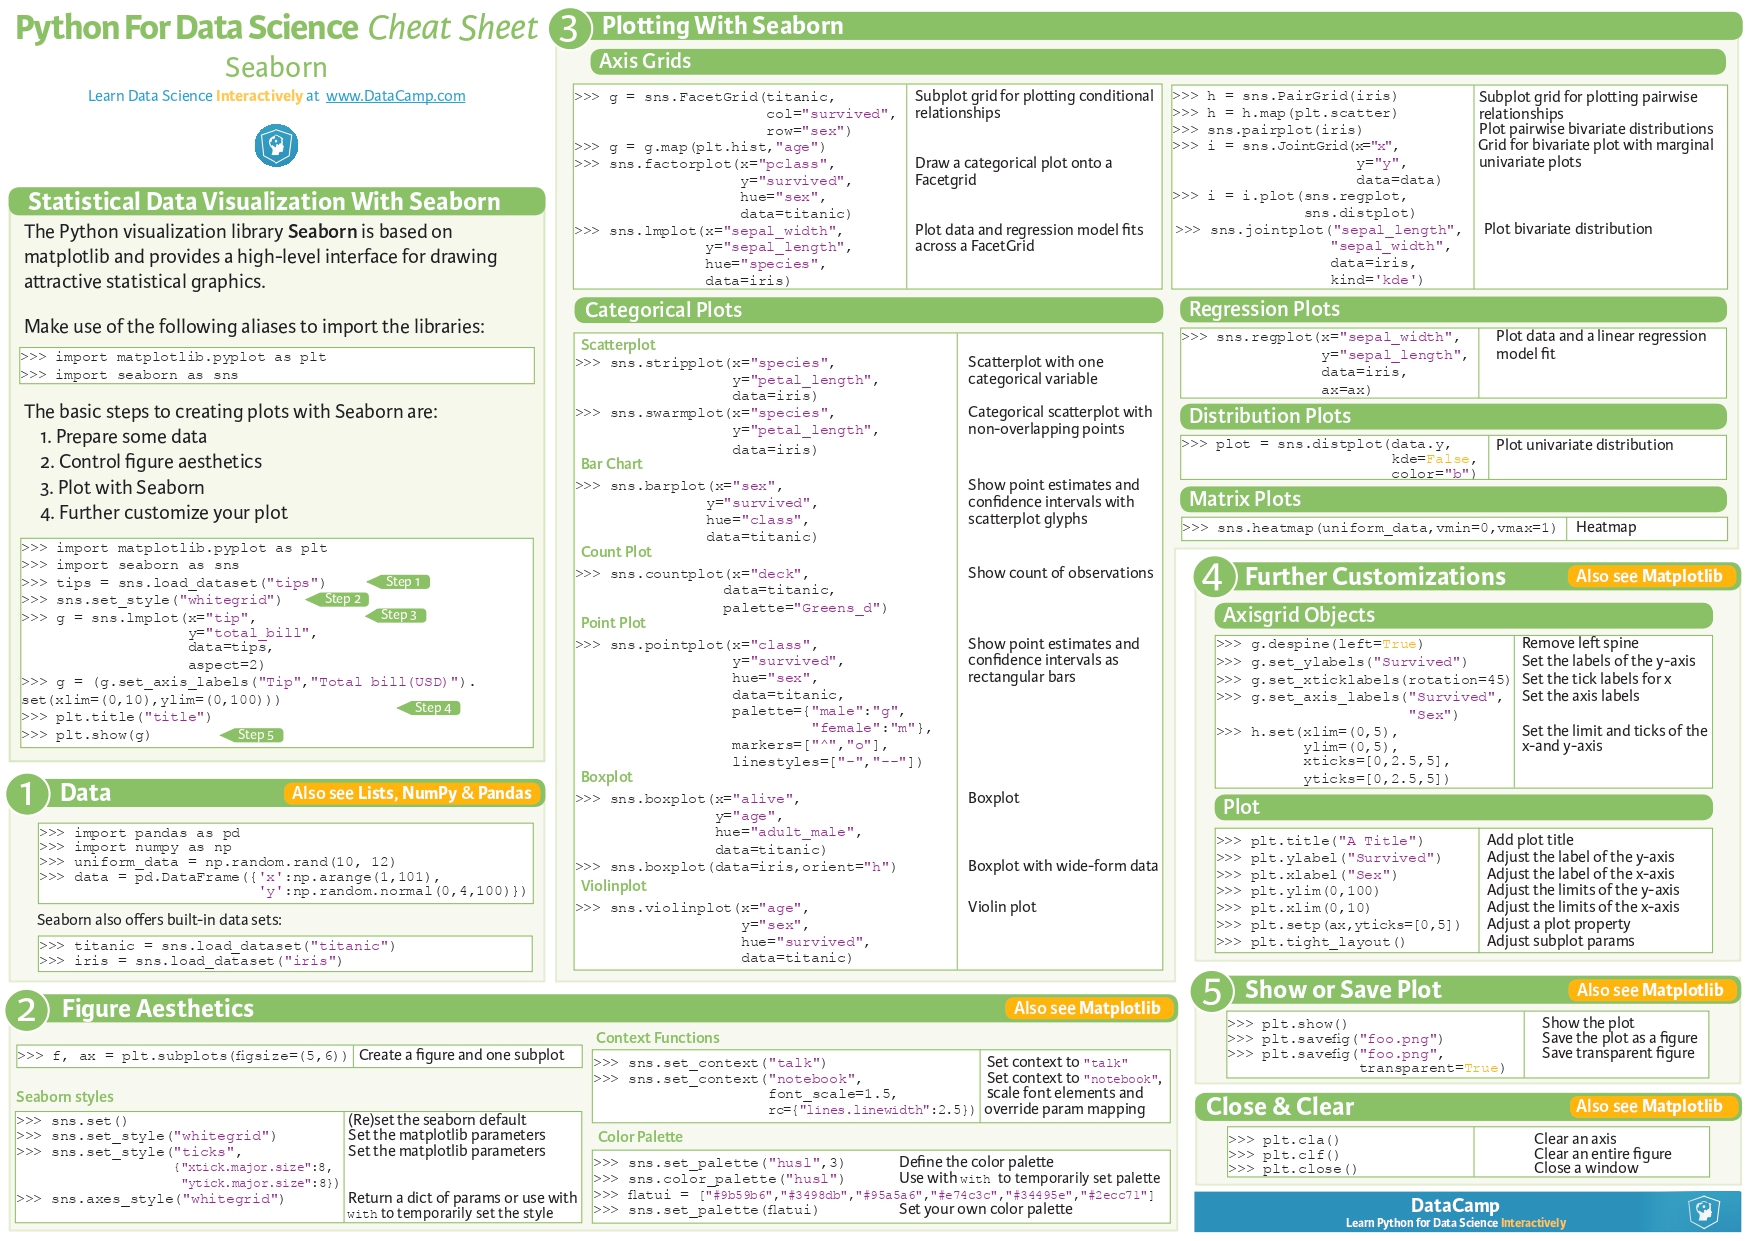 Python For Data Science Cheat Sheet
Seaborn
Learn Data Science Interactively at www.DataCamp.com
Statistical Data Visualization With Seaborn
The Python visualization library Seaborn is based on
matplotlib and provides a high-level interface for drawing
attractive statistical graphics.
Make use of the following aliases to import the libraries:
>>> import matplotlib.pyplot as plt
>>> import seaborn as sns
The basic steps to creating plots with Seaborn are:
1. Prepare some data
2. Control figure aesthetics
3. Plot with Seaborn
4. Further customize your plot
>>> import matplotlib.pyplot as plt
>>> import seaborn as sns
>>> tips = sns.load_dataset("tips") Step 1
>>> sns.set_style("whitegrid") Step 2
>>> g = sns.lmplot(x="tip", Step 3
y="total_bill",
data=tips,
aspect=2)
>>> g = (g.set_axis_labels("Tip","Total bill(USD)").
set(xlim=(0,10),ylim=(0,100)))
Step 4
>>> plt.title("title")
>>> plt.show(g) Step 5
1 Data Also see Lists, NumPy & Pandas
>>> import pandas as pd
>>> import numpy as np
>>> uniform_data = np.random.rand(10, 12)
>>> data = pd.DataFrame({'x':np.arange(1,101),
'y':np.random.normal(0,4,100)})
Seaborn also offers built-in data sets:
>>> titanic = sns.load_dataset("titanic")
>>> iris = sns.load_dataset("iris")
2 Figure Aesthetics Also see Matplotlib
>>> f, ax = plt.subplots(figsize=(5,6)) Create a figure and one subplot
Seaborn styles
>>> sns.set() (Re)set the seaborn default
>>> sns.set_style("whitegrid") Set the matplotlib parameters
>>> sns.set_style("ticks", Set the matplotlib parameters
{"xtick.major.size":8,
"ytick.major.size":8})
>>> sns.axes_style("whitegrid") Return a dict of params or use with
with to temporarily set the style
Context Functions
>>> sns.set_context("talk") Set context to "talk"
>>> sns.set_context("notebook", Set context to "notebook",
font_scale=1.5, scale font elements and
rc={"lines.linewidth":2.5}) override param mapping
Color Palette
>>> sns.set_palette("husl",3) Define the color palette
>>> sns.color_palette("husl") Use with with to temporarily set palette
>>> flatui = ["#9b59b6","#3498db","#95a5a6","#e74c3c","#34495e","#2ecc71"]
>>> sns.set_palette(flatui) Set your own color palette
3 Plotting With Seaborn
Axis Grids
>>> g = sns.FacetGrid(titanic, Subplot grid for plotting conditional
col="survived", relationships
row="sex")
>>> g = g.map(plt.hist,"age")
>>> sns.factorplot(x="pclass", Draw a categorical plot onto a
y="survived", Facetgrid
hue="sex",
data=titanic)
>>> sns.lmplot(x="sepal_width", Plot data and regression model fits
y="sepal_length", across a FacetGrid
hue="species",
data=iris)
>>> h = sns.PairGrid(iris) Subplot grid for plotting pairwise
>>> h = h.map(plt.scatter) relationships
>>> sns.pairplot(iris) Plot pairwise bivariate distributions
>>> i = sns.JointGrid(x="x", Grid for bivariate plot with marginal
y="y", univariate plots
data=data)
>>> i = i.plot(sns.regplot,
sns.distplot)
>>> sns.jointplot("sepal_length", Plot bivariate distribution
"sepal_width",
data=iris,
kind='kde')
Categorical Plots
Scatterplot
>>> sns.stripplot(x="species", Scatterplot with one
y="petal_length", categorical variable
data=iris)
>>> sns.swarmplot(x="species", Categorical scatterplot with
y="petal_length", non-overlapping points
data=iris)
Bar Chart
>>> sns.barplot(x="sex", Show point estimates and
y="survived", confidence intervals with
hue="class", scatterplot glyphs
data=titanic)
Count Plot
>>> sns.countplot(x="deck", Show count of observations
data=titanic,
palette="Greens_d")
Point Plot
>>> sns.pointplot(x="class", Show point estimates and
y="survived", confidence intervals as
hue="sex", rectangular bars
data=titanic,
palette={"male":"g",
"female":"m"},
markers=["^","o"],
linestyles=["-","--"])
Boxplot
>>> sns.boxplot(x="alive", Boxplot
y="age",
hue="adult_male",
data=titanic)
>>> sns.boxplot(data=iris,orient="h") Boxplot with wide-form data
Violinplot
>>> sns.violinplot(x="age", Violin plot
y="sex",
hue="survived",
data=titanic)
Regression Plots
>>> sns.regplot(x="sepal_width", Plot data and a linear regression
y="sepal_length", model fit
data=iris,
ax=ax)
Distribution Plots
>>> plot = sns.distplot(data.y, Plot univariate distribution
kde=False,
color="b")
Matrix Plots
>>> sns.heatmap(uniform_data,vmin=0,vmax=1) Heatmap
4 Further Customizations Also see Matplotlib
Axisgrid Objects
>>> g.despine(left=True) Remove left spine
>>> g.set_ylabels("Survived") Set the labels of the y-axis
>>> g.set_xticklabels(rotation=45) Set the tick labels for x
>>> g.set_axis_labels("Survived", Set the axis labels
"Sex")
>>> h.set(xlim=(0,5), Set the limit and ticks of the
ylim=(0,5), x-and y-axis
xticks=[0,2.5,5],
yticks=[0,2.5,5])
Plot
>>> plt.title("A Title") Add plot title
>>> plt.ylabel("Survived") Adjust the label of the y-axis
>>> plt.xlabel("Sex") Adjust the label of the x-axis
>>> plt.ylim(0,100) Adjust the limits of the y-axis
>>> plt.xlim(0,10) Adjust the limits of the x-axis
>>> plt.setp(ax,yticks=[0,5]) Adjust a plot property
>>> plt.tight_layout() Adjust subplot params
5 Show or Save Plot Also see Matplotlib
>>> plt.show() Show the plot
>>> plt.savefig("foo.png") Save the plot as a figure
>>> plt.savefig("foo.png", Save transparent figure
transparent=True)
Close & Clear Also see Matplotlib
>>> plt.cla() Clear an axis
>>> plt.clf() Clear an entire figure
>>> plt.close() Close a window
DataCamp
Learn Python for Data Science Interactively